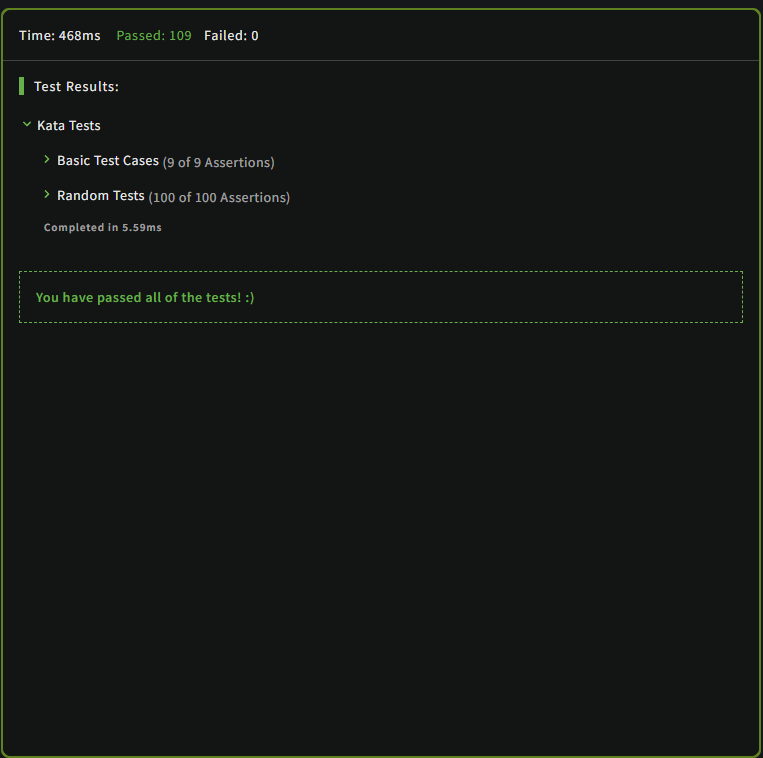 Time: 468ms Passed: 109 Failed: 0
Test Results:
Kata Tests
Basic Test Cases (9 of 9 Assertions)
Random Tests (100 of 100 Assertions)
Completed in 5.59ms
You have passed all of the tests! :)